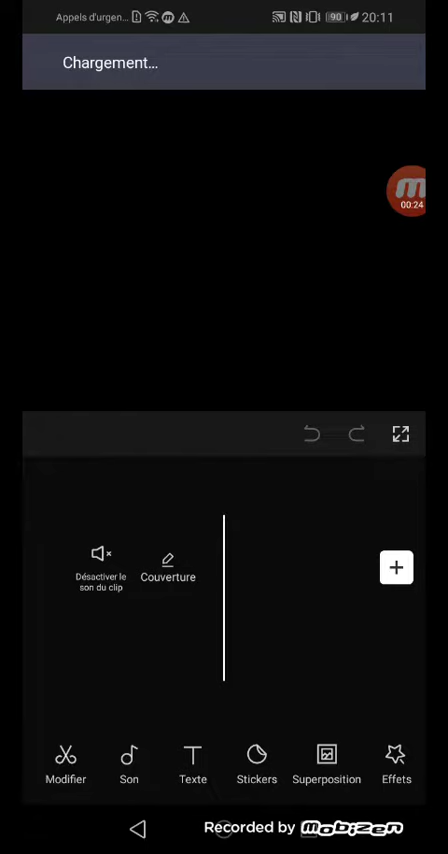 Appels d'urgen... 90 20:11
Chargement...
00:24
Désactiver le
son du clip
Couverture
Modifier Son Texte Stickers Superposition Effets
Recorded by mobizen